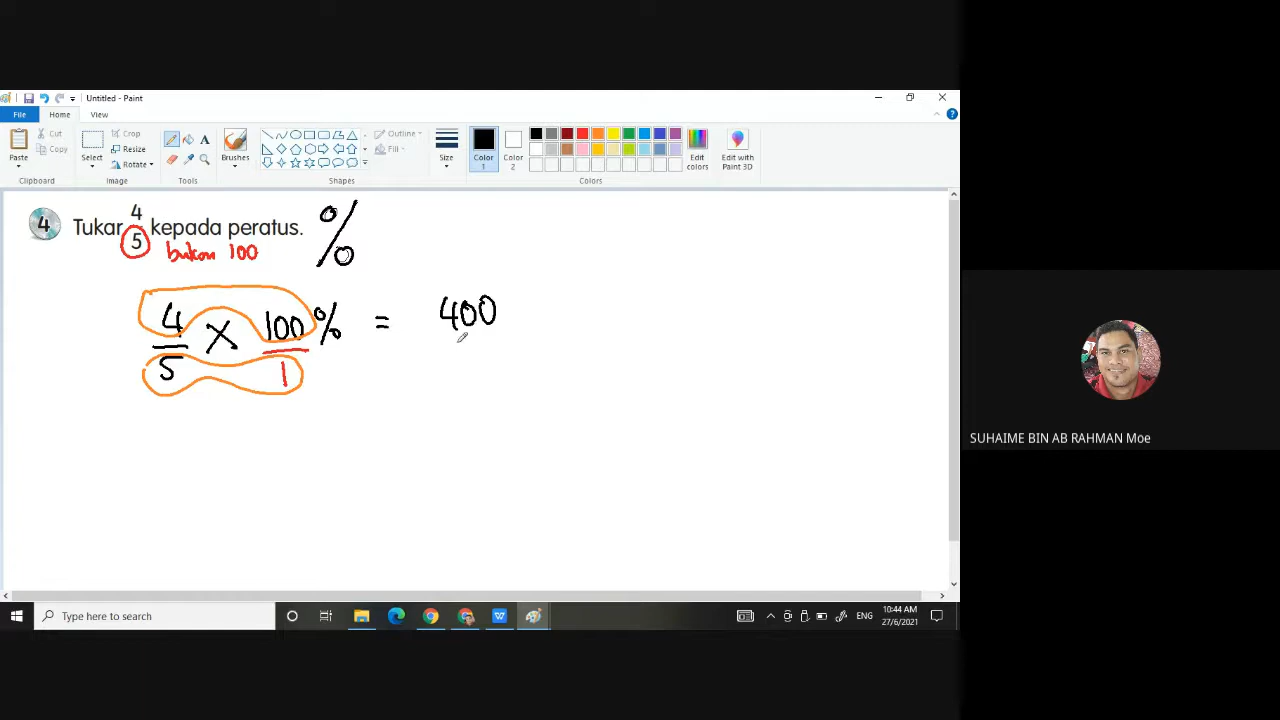 Untitled - Paint
File Home View
Paste
Cut
Copy
Clipboard
Select
Crop
Resize
Rotate
Image
Tools
Brushes
Shapes
Outline
Fill
Size
Color 1
Color 2
Colors
Edit colors
Edit with Paint 3D
4 Tukar 4/5 kepada peratus. %
bukan 100
4/5 × 100/1 % = 400
SUHAIME BIN AB RAHMAN Moe
Type here to search
ENG
10:44 AM
27/6/2021